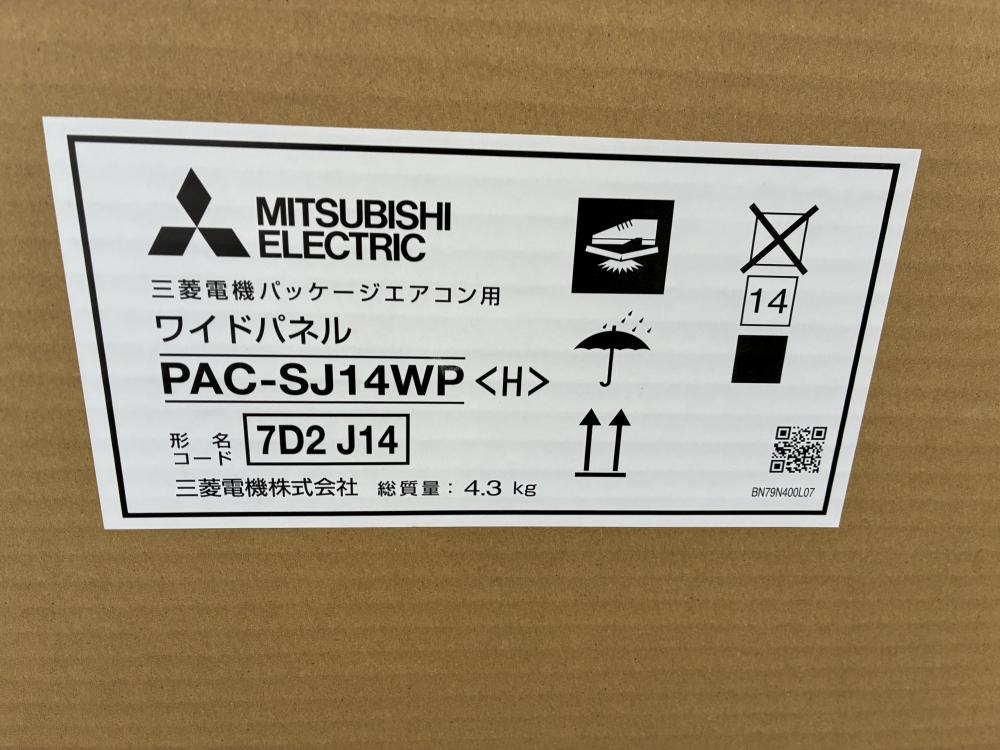 MITSUBISHI
ELECTRIC
三菱電機パッケージエアコン用
ワイドパネル
PAC-SJ14WP <H>
形名
コード
7D2 J14
三菱電機株式会社 総質量: 4.3 kg
14
BN79N400L07